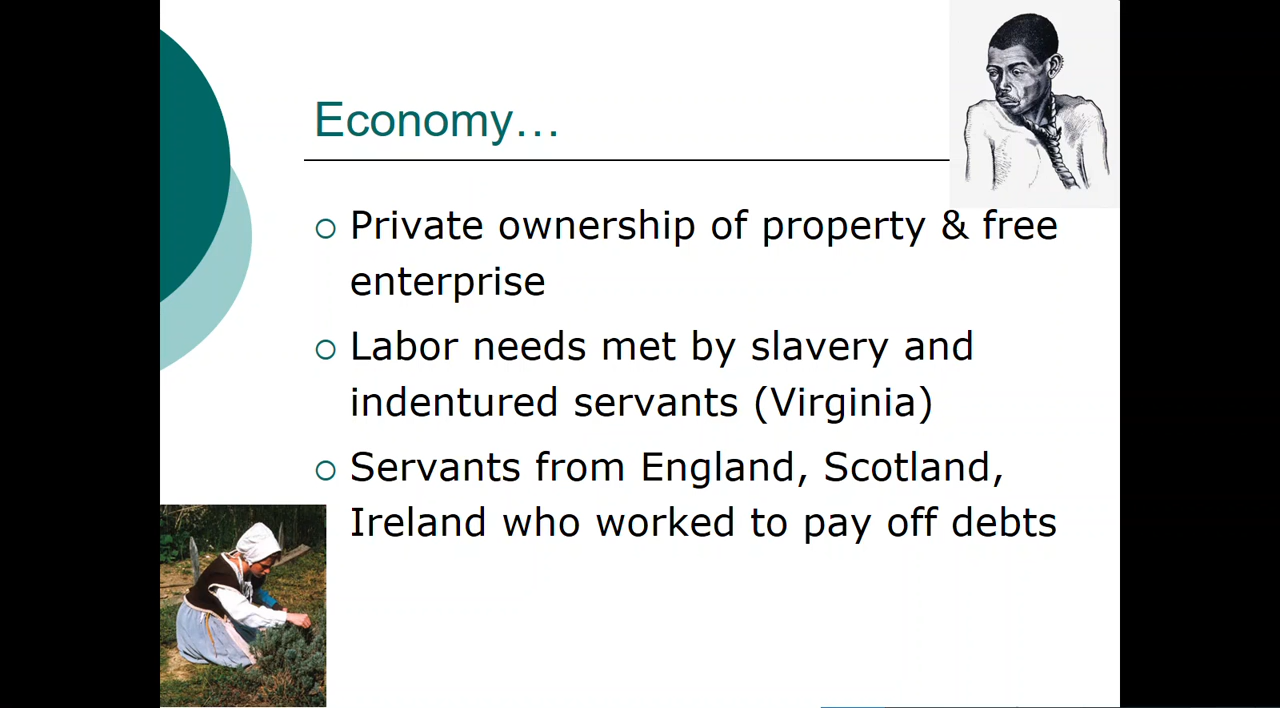 Economy…
Private ownership of property & free
enterprise
Labor needs met by slavery and
indentured servants (Virginia)
Servants from England, Scotland,
Ireland who worked to pay off debts